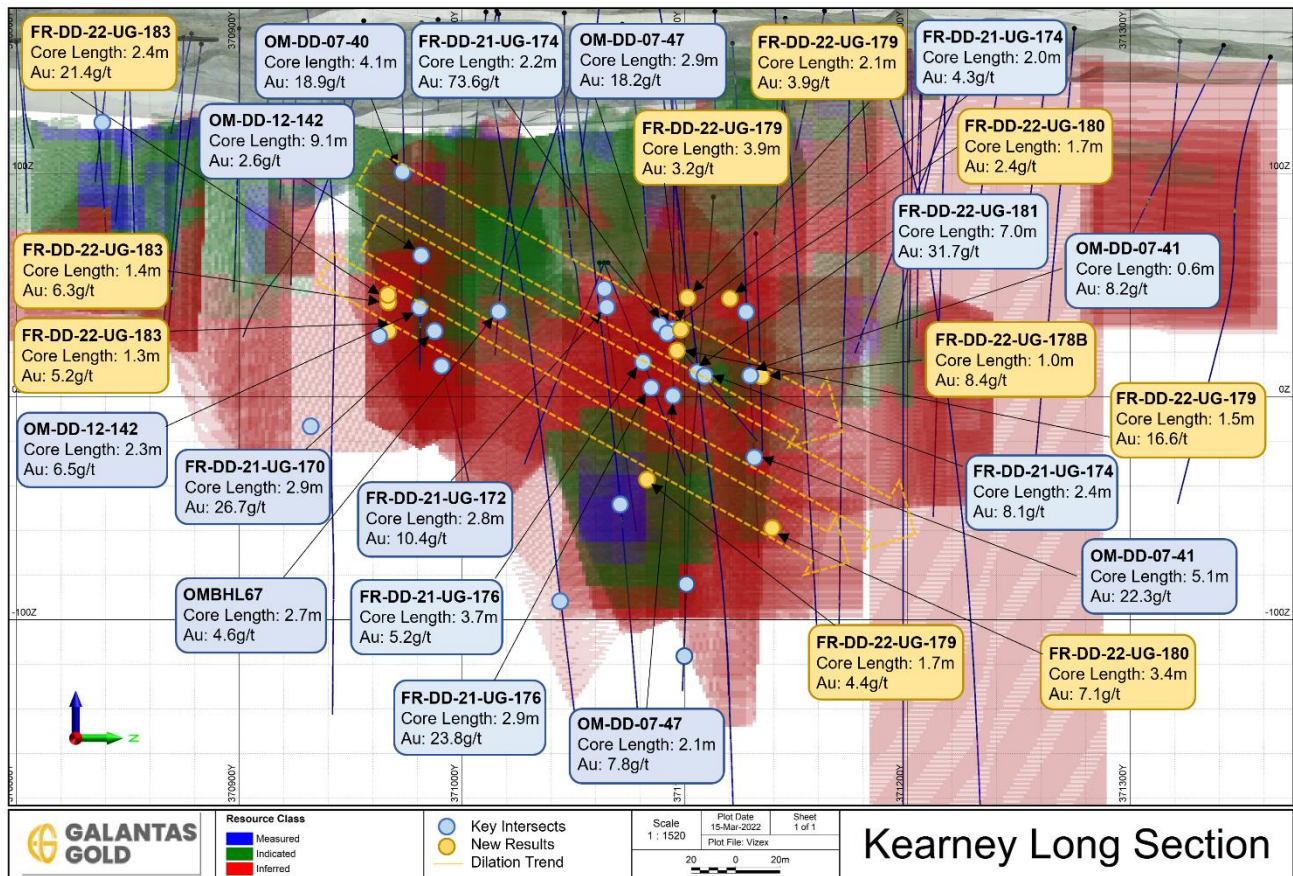 FR-DD-22-UG-183
Core Length: 2.4m
Au: 21.4g/t
OM-DD-07-40
Core length: 4.1m
Au: 18.9g/t
FR-DD-21-UG-174
Core Length: 2.2m
Au: 73.6g/t
OM-DD-07-47
Core Length: 2.9m
Au: 18.2g/t
FR-DD-22-UG-179
Core Length: 2.1m
Au: 3.9g/t
FR-DD-21-UG-174
Core Length: 2.0m
Au: 4.3g/t
370900Y
371300Y
OM-DD-12-142
Core Length: 9.1m
Au: 2.6g/t
FR-DD-22-UG-179
Core Length: 3.9m
Au: 3.2g/t
FR-DD-22-UG-180
Core Length: 1.7m
Au: 2.4g/t
100Z
100Z
FR-DD-22-UG-181
Core Length: 7.0m
Au: 31.7g/t
FR-DD-22-UG-183
Core Length: 1.4m
Au: 6.3g/t
OM-DD-07-41
Core Length: 0.6m
Au: 8.2g/t
FR-DD-22-UG-183
Core Length: 1.3m
Au: 5.2g/t
FR-DD-22-UG-178B
Core Length: 1.0m
Au: 8.4g/t
0Z
FR-DD-22-UG-179
Core Length: 1.5m
Au: 16.6g/t
OM-DD-12-142
Core Length: 2.3m
Au: 6.5g/t
FR-DD-21-UG-170
Core Length: 2.9m
Au: 26.7g/t
FR-DD-21-UG-172
Core Length: 2.8m
Au: 10.4g/t
FR-DD-21-UG-174
Core Length: 2.4m
Au: 8.1g/t
OM-DD-07-41
Core Length: 5.1m
Au: 22.3g/t
OMBHL67
Core Length: 2.7m
Au: 4.6g/t
FR-DD-21-UG-176
Core Length: 3.7m
Au: 5.2g/t
-100Z
-100Z
FR-DD-22-UG-179
Core Length: 1.7m
Au: 4.4g/t
FR-DD-22-UG-180
Core Length: 3.4m
Au: 7.1g/t
FR-DD-21-UG-176
Core Length: 2.9m
Au: 23.8g/t
OM-DD-07-47
Core Length: 2.1m
Au: 7.8g/t
N
370900Y
371000Y
371200Y
371300Y
GALANTAS
GOLD
Resource Class
Measured
Indicated
Inferred
Key Intersects
New Results
Dilation Trend
Scale
1 : 1520
Plot Date
15-Mar-2022
Sheet
1 of 1
Plot File: Vizex
20 0 20m
Kearney Long Section